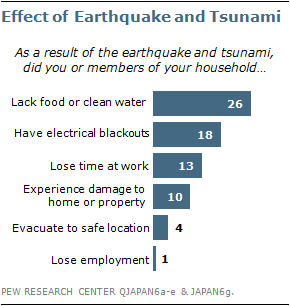 Effect of Earthquake and Tsunami
As a result of the earthquake and tsunami,
did you or members of your household…
Lack food or clean water 26
Have electrical blackouts 18
Lose time at work 13
Experience damage to
home or property 10
Evacuate to safe location 4
Lose employment 1
PEW RESEARCH CENTER QJAPAN6a-e & JAPAN6g.